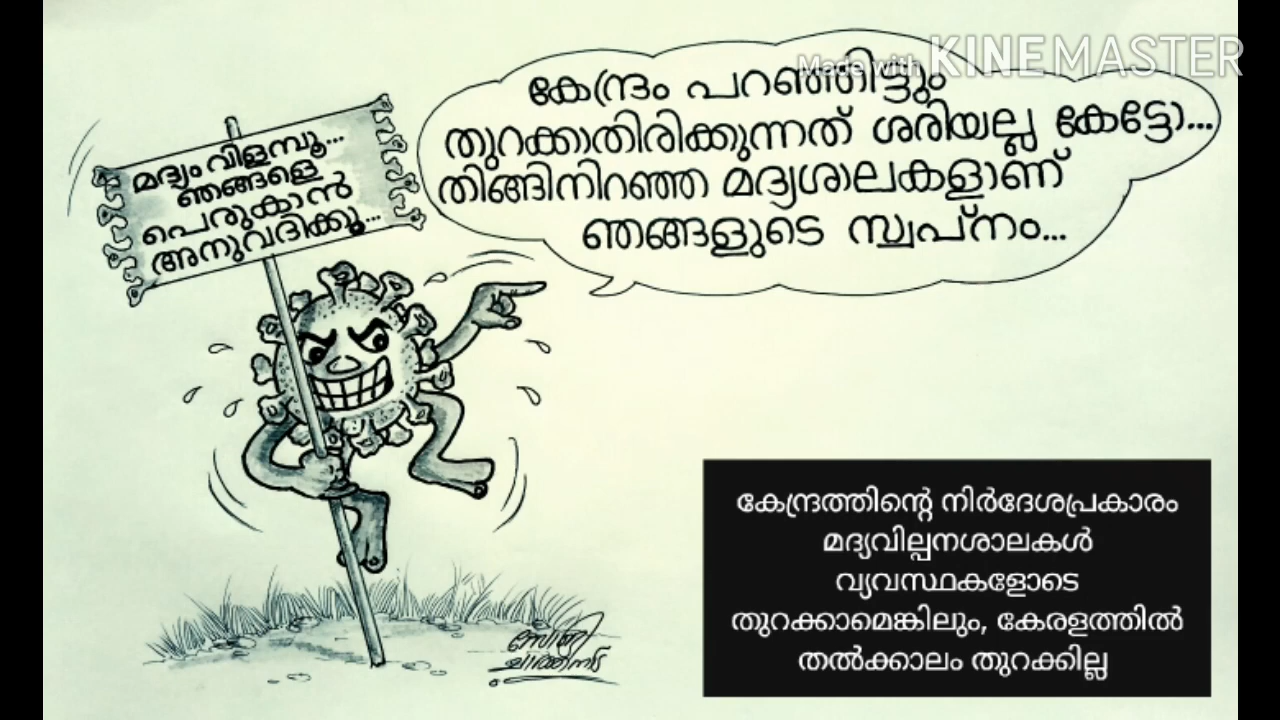 Made with KINEMASTER
മദ്യം വിളമ്പൂ...
ഞങ്ങളെ
പെരുകാൻ
അനുവദിക്കൂ...
കേന്ദ്രം പറഞ്ഞിട്ടും
തുറക്കാതിരിക്കുന്നത് ശരിയല്ല കേട്ടോ...
തിങ്ങിനിറഞ്ഞ മദ്യശാലകളാണ്
ഞങ്ങളുടെ സ്വപ്നം...
കേന്ദ്രത്തിന്റെ നിർദേശപ്രകാരം
മദ്യവില്പനശാലകൾ
വ്യവസ്ഥകളോടെ
തുറക്കാമെങ്കിലും, കേരളത്തിൽ
തൽക്കാലം തുറക്കില്ല